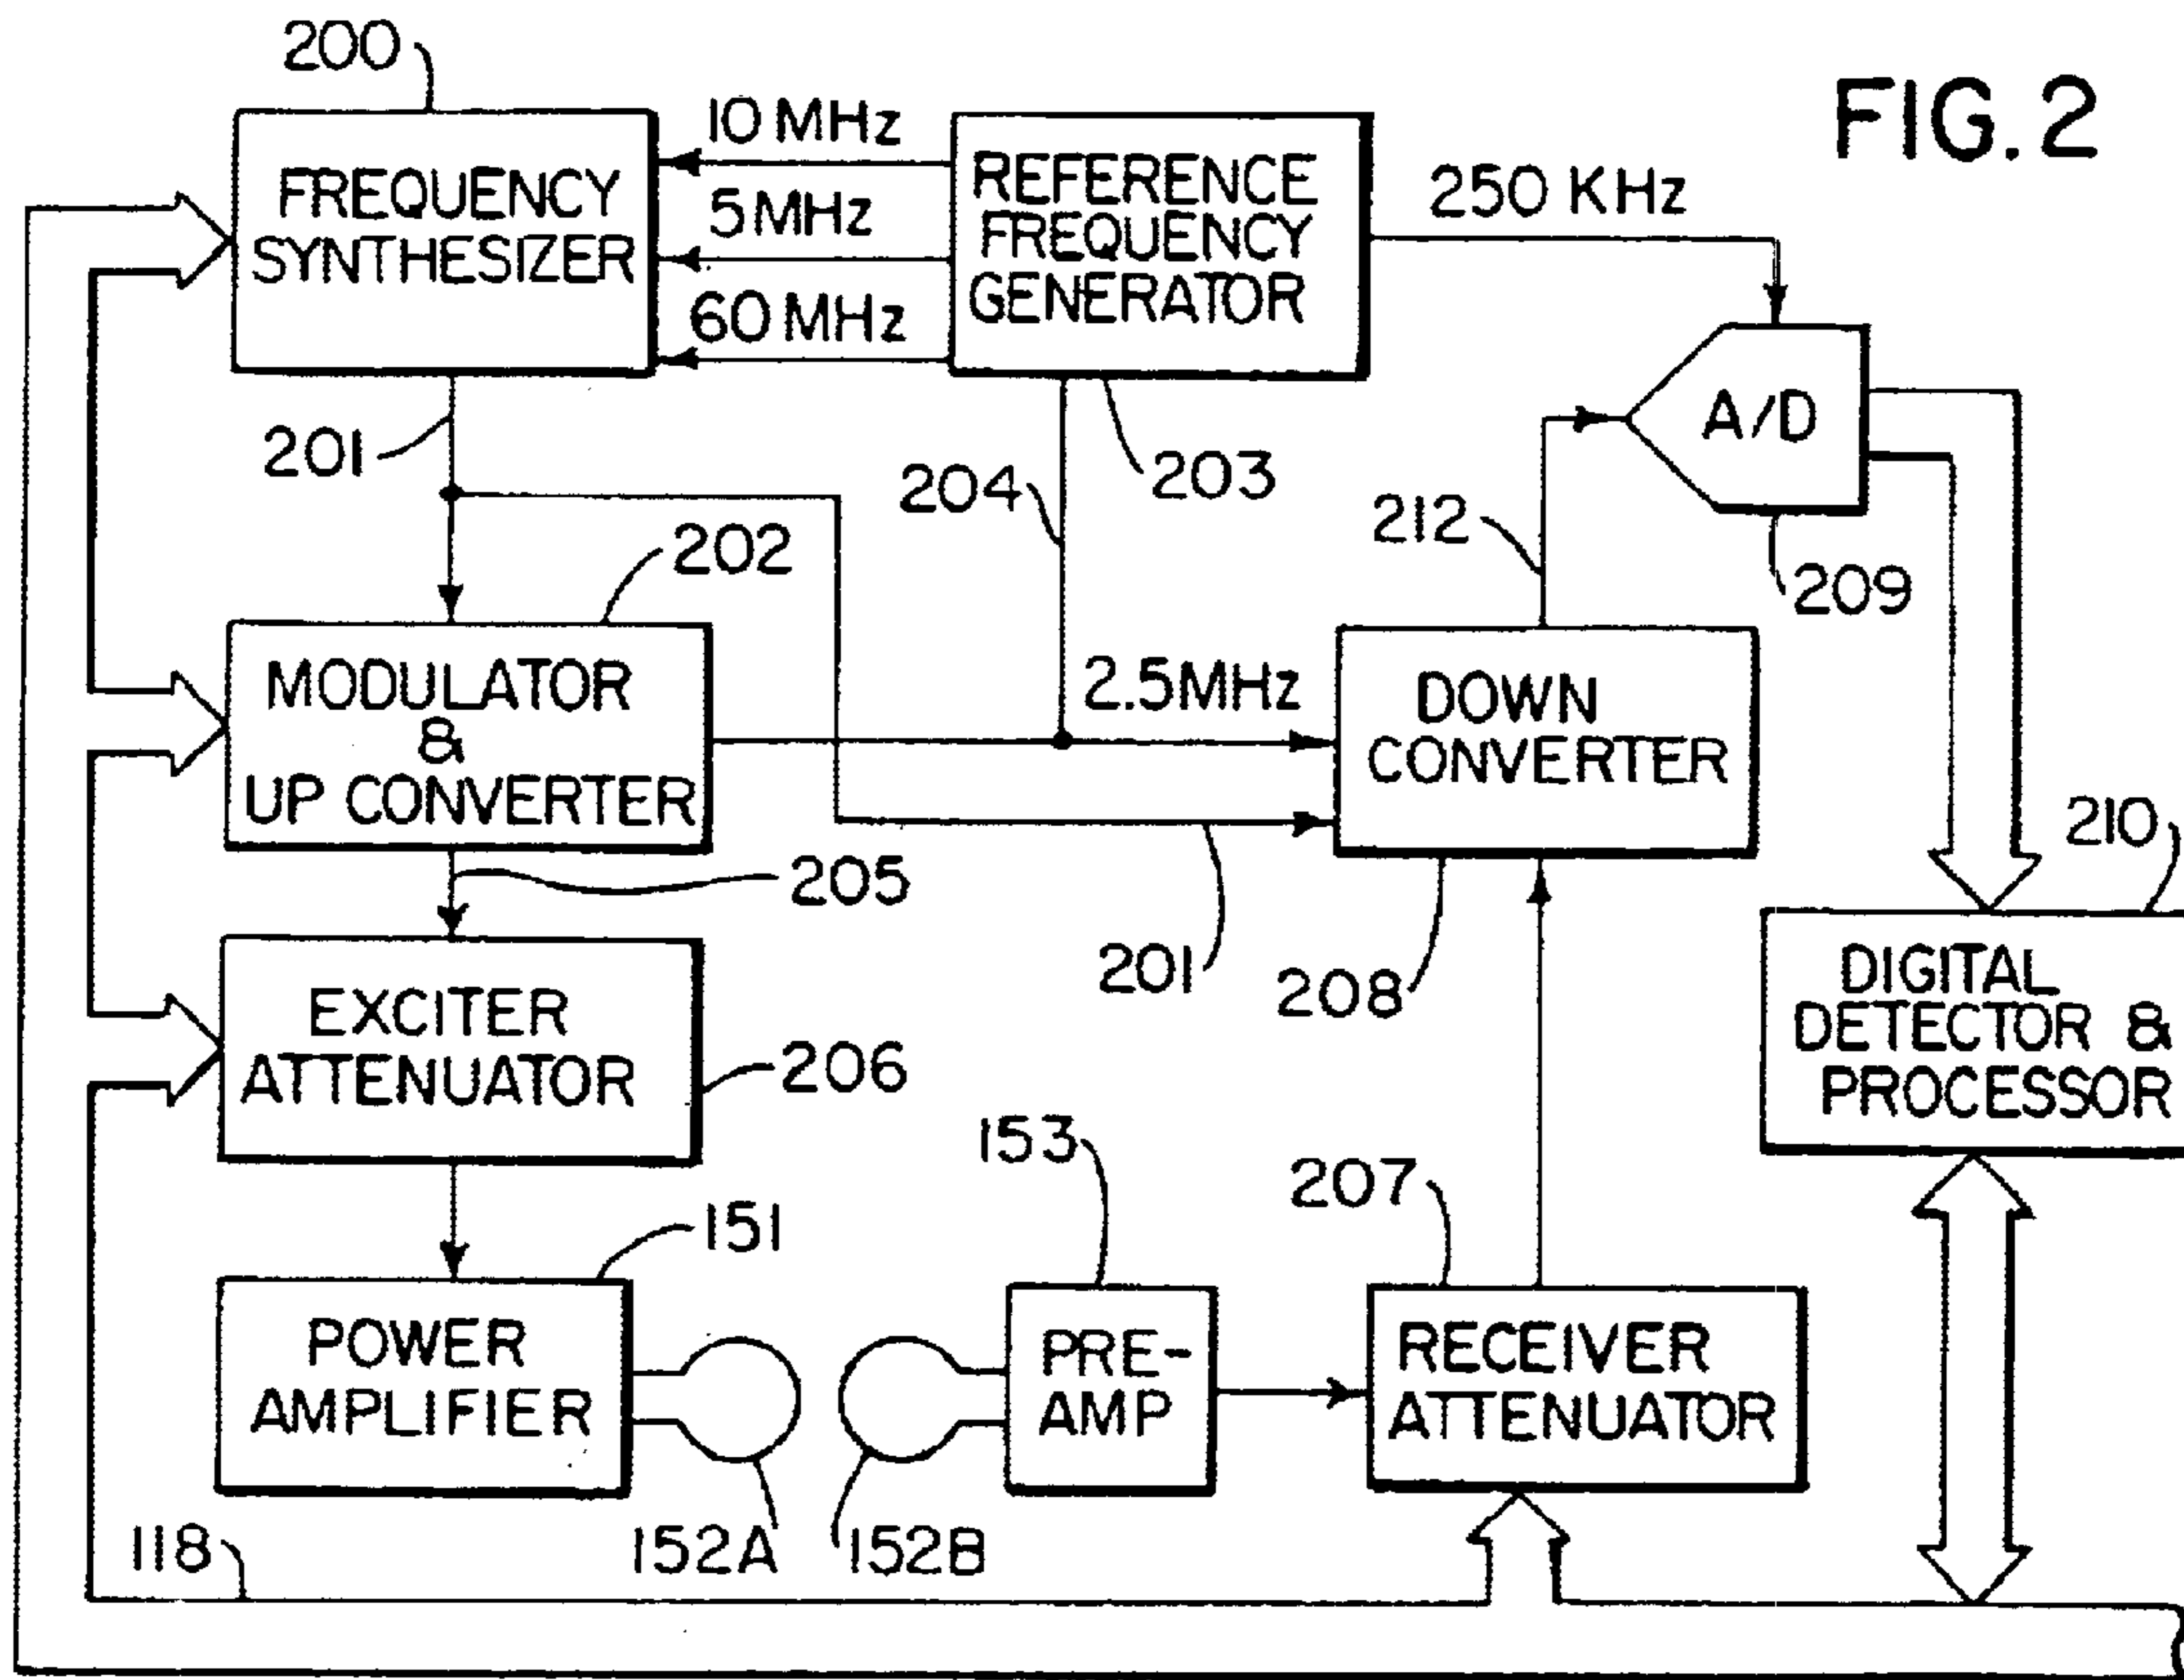 FIG. 2
200
10 MHz
FREQUENCY
SYNTHESIZER
5 MHz
60 MHz
REFERENCE
FREQUENCY
GENERATOR
250 KHz
A/D
201
204
203
212
209
202
MODULATOR
&
UP CONVERTER
2.5MHz
DOWN
CONVERTER
205
201
208
210
EXCITER
ATTENUATOR
206
DIGITAL
DETECTOR &
PROCESSOR
153
207
151
POWER
AMPLIFIER
PRE-
AMP
RECEIVER
ATTENUATOR
118
152A
152B